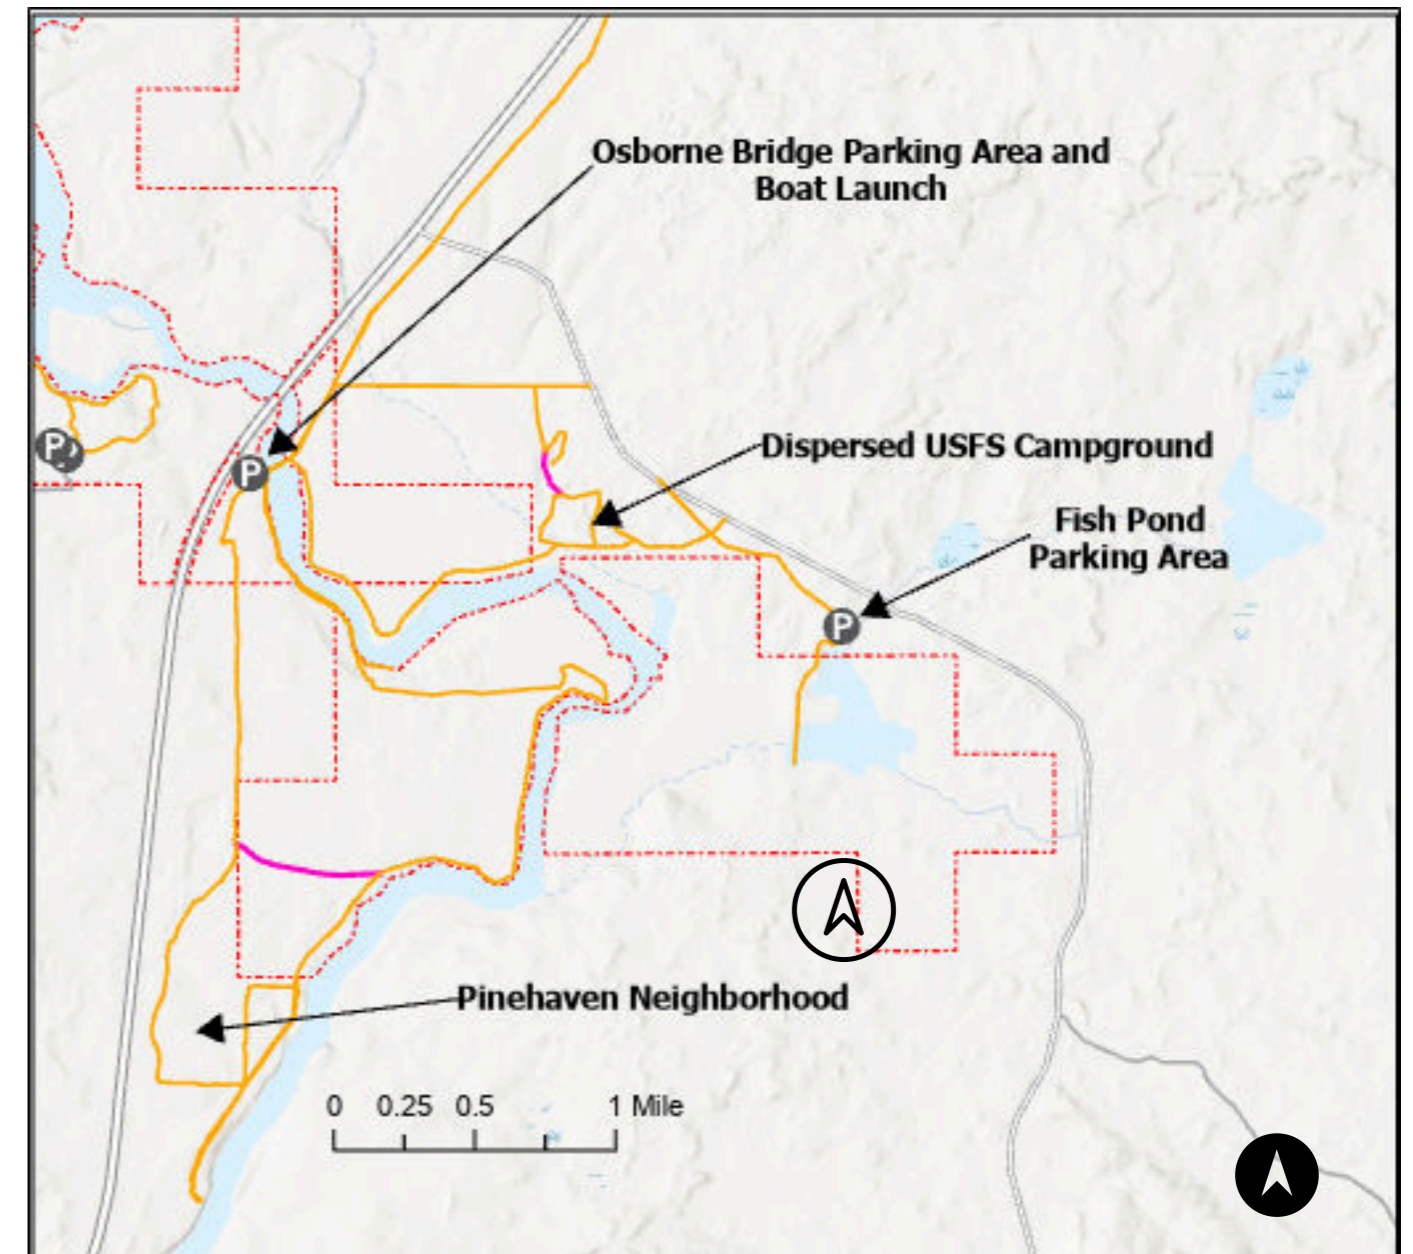 Osborne Bridge Parking Area and
Boat Launch
Dispersed USFS Campground
Fish Pond
Parking Area
P
P
P
Pinehaven Neighborhood
0 0.25 0.5 1 Mile